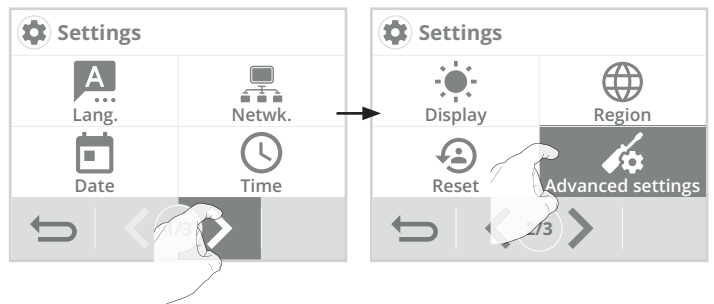 Settings
Lang.
Netwk.
Date
Time
1/3
Settings
Display
Region
Reset
Advanced settings
2/3